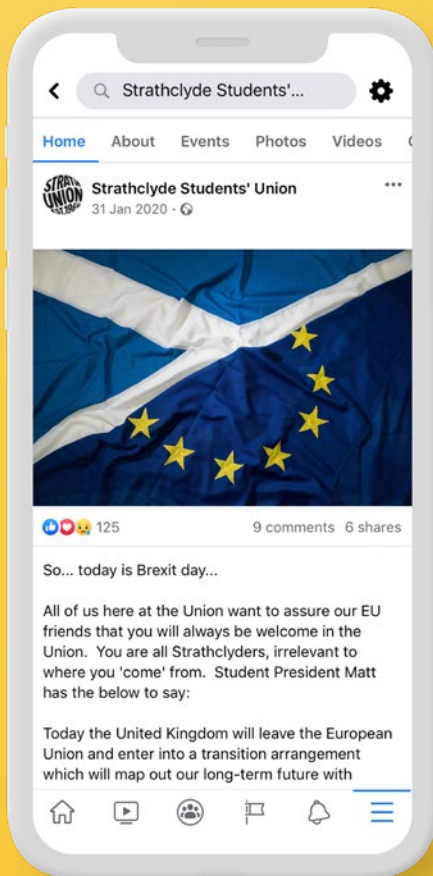 Strathclyde Students'...
Home About Events Photos Videos
STRATH
UNION
Strathclyde Students' Union
31 Jan 2020
125 9 comments 6 shares
So... today is Brexit day...
All of us here at the Union want to assure our EU
friends that you will always be welcome in the
Union. You are all Strathclyders, irrelevant to
where you 'come' from. Student President Matt
has the below to say:
Today the United Kingdom will leave the European
Union and enter into a transition arrangement
which will map out our long-term future with